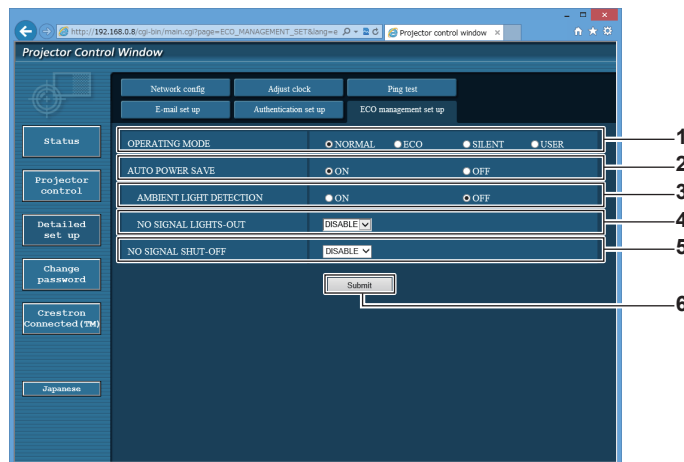 http://192.168.0.8/cgi-bin/main.cgi?page=ECO_MANAGEMENT_SET&lang=e
Projector control window
Projector Control Window
Network config
Adjust clock
Ping test
E-mail set up
Authentication set up
ECO management set up
Status
Projector control
Detailed set up
Change password
Crestron Connected(TM)
Japanese
OPERATING MODE NORMAL ECO SILENT USER 1
AUTO POWER SAVE ON OFF 2
AMBIENT LIGHT DETECTION ON OFF 3
NO SIGNAL LIGHTS-OUT DISABLE 4
NO SIGNAL SHUT-OFF DISABLE 5
Submit 6